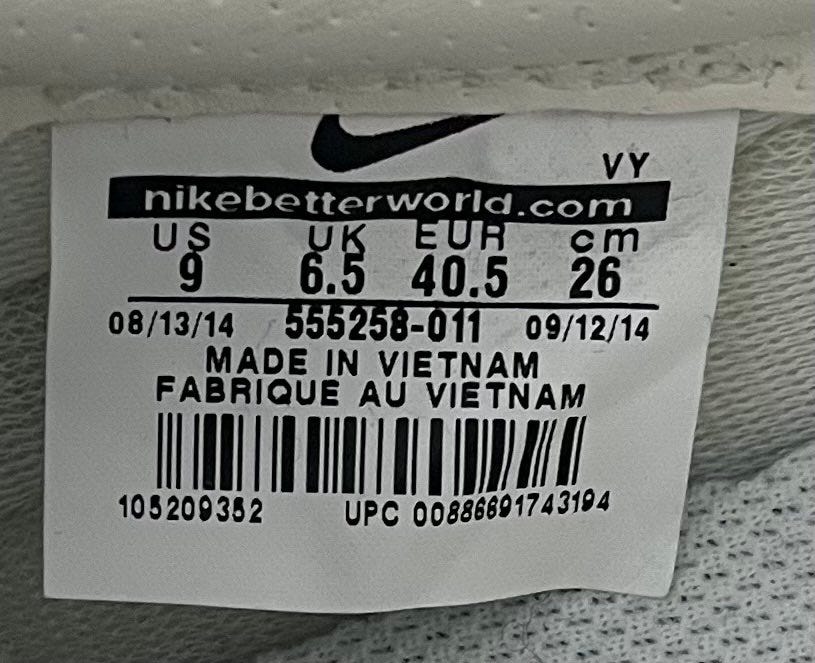 VY
nikebetterworld.com
US UK EUR cm
9 6.5 40.5 26
08/13/14 555258-011 09/12/14
MADE IN VIETNAM
FABRIQUE AU VIETNAM
105209352 UPC 00886691743194